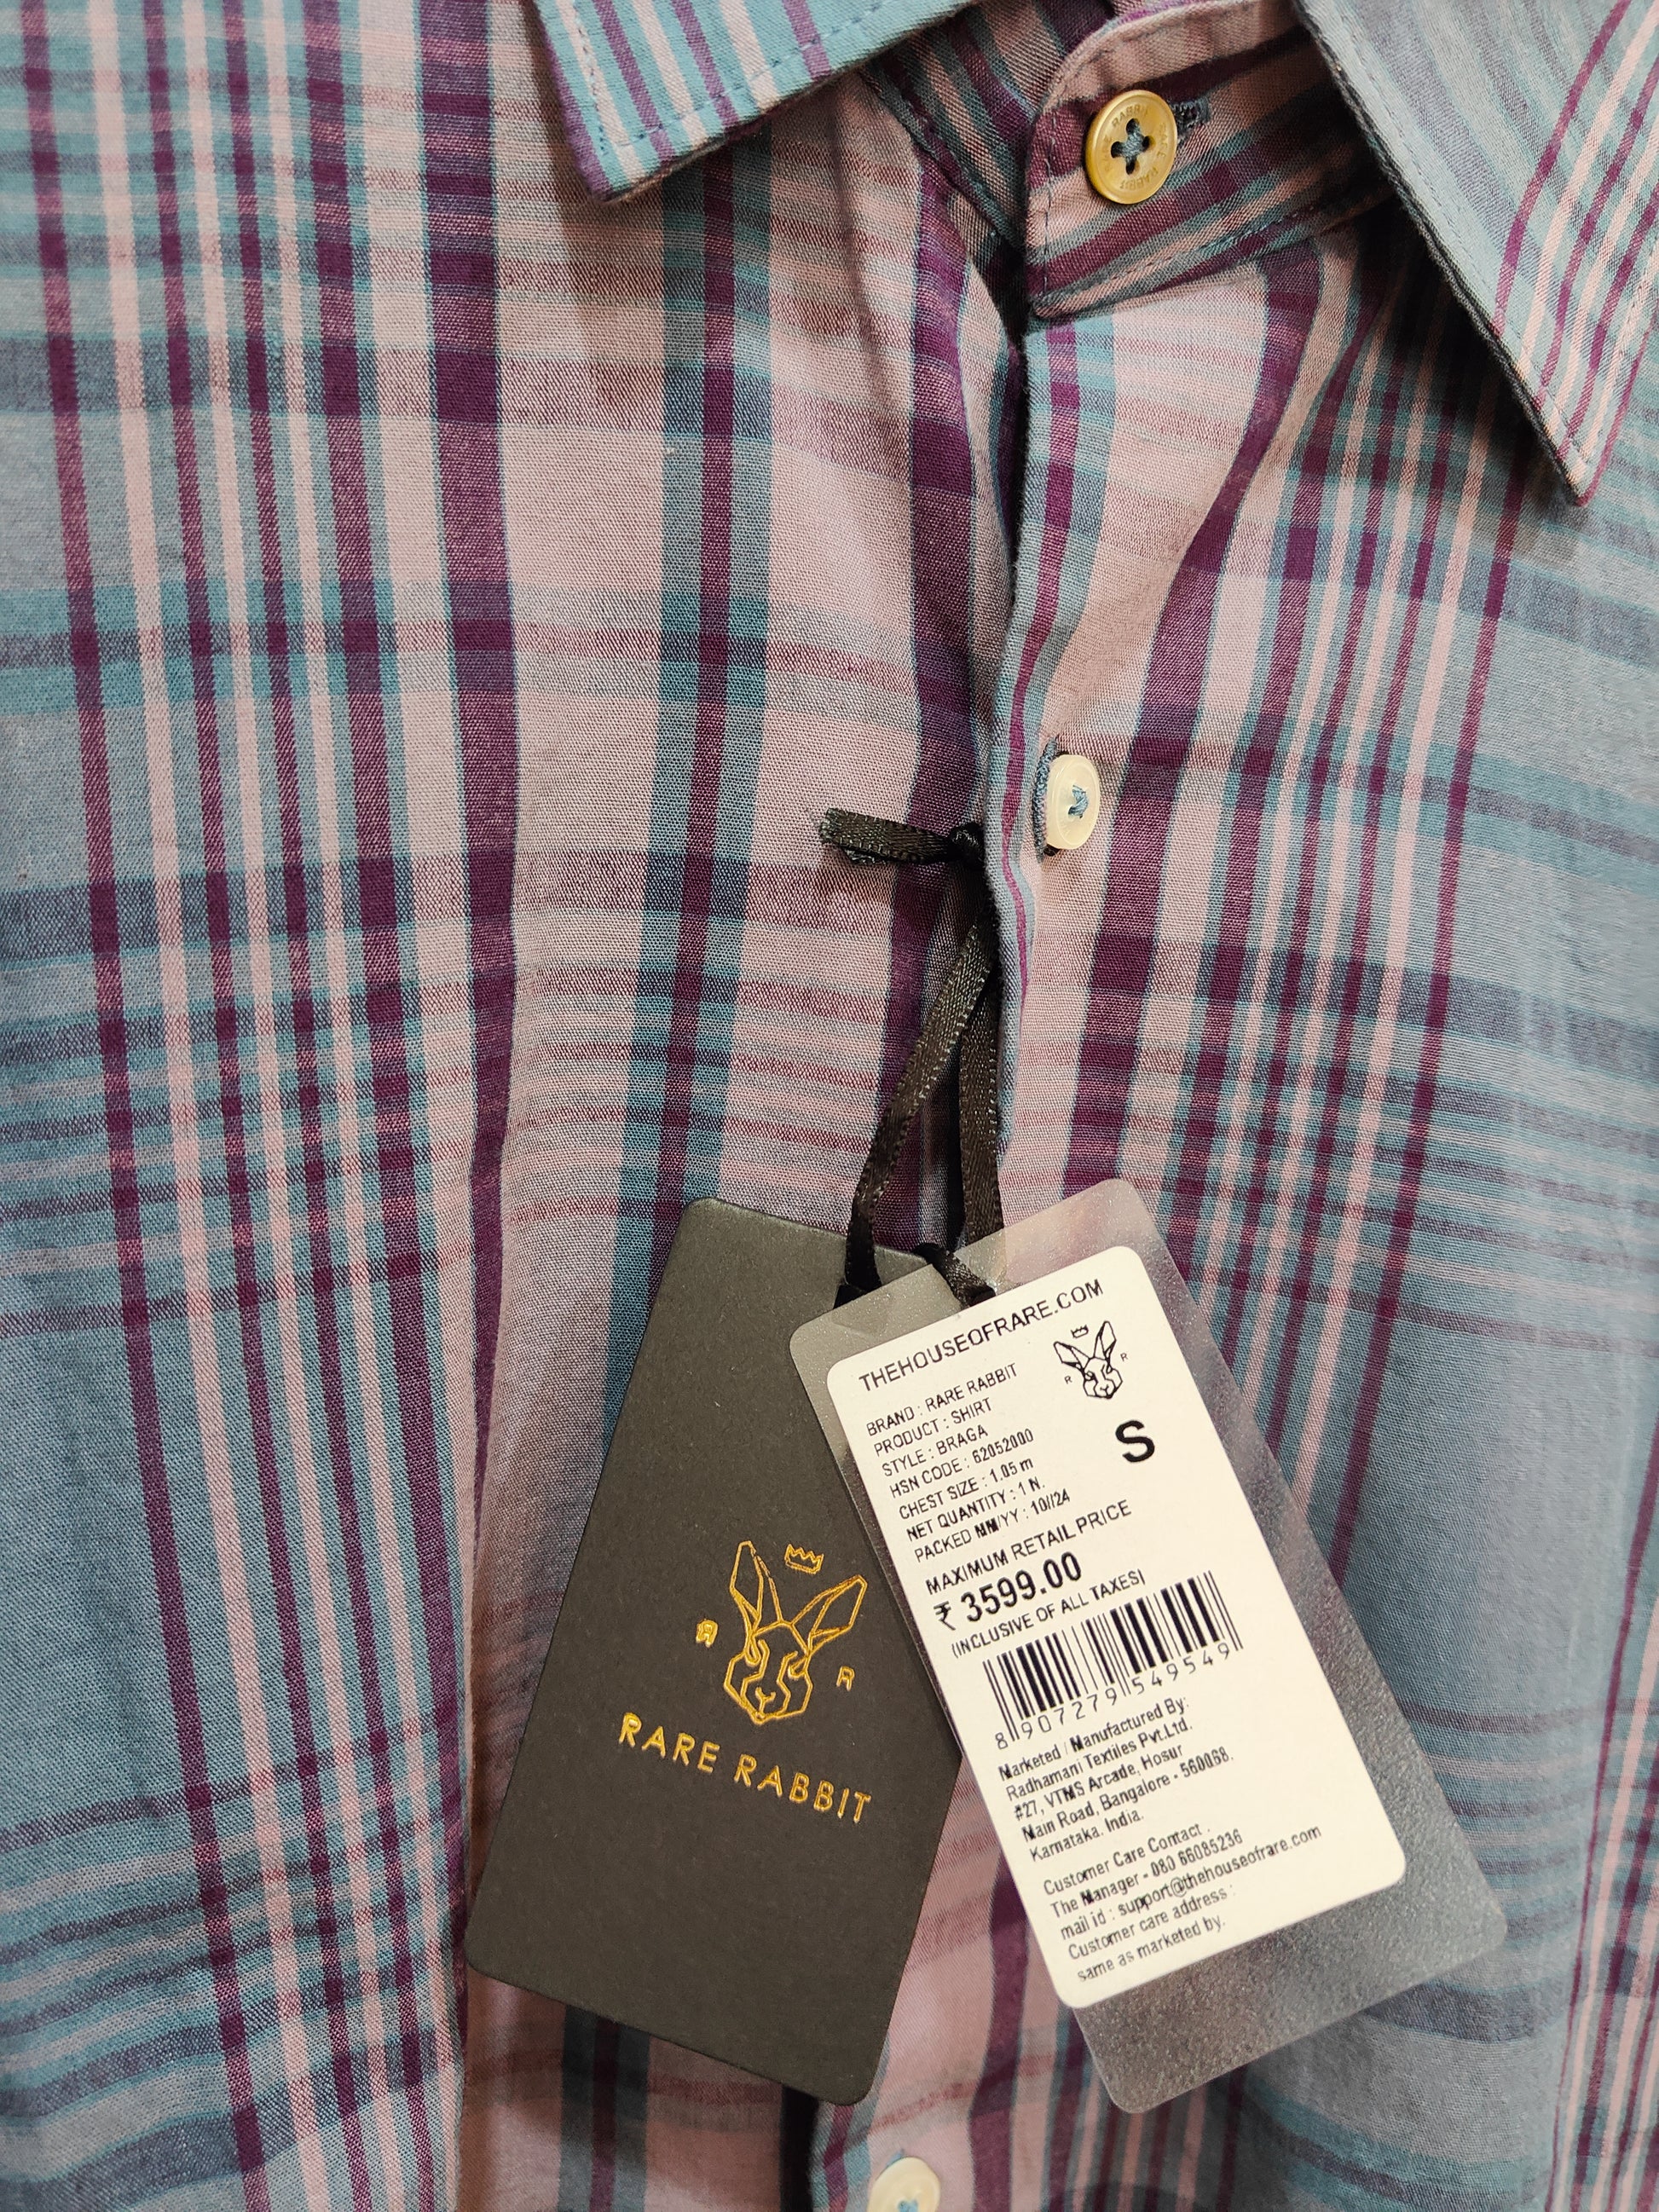 RARE RABBIT
R R
RARE RABBIT
THEHOUSEOFRARE.COM
R R
BRAND : RARE RABBIT
PRODUCT : SHIRT
STYLE : BRAGA
HSN CODE : 62052000
S
CHEST SIZE : 1.05 m
NET QUANTITY : 1 N.
PACKED MM/YY : 10//24
MAXIMUM RETAIL PRICE
₹ 3599.00
(INCLUSIVE OF ALL TAXES)
8907279549549
Marketed / Manufactured By:
Radhamani Textiles Pvt.Ltd.
#27, VTMS Arcade, Hosur
Main Road, Bangalore - 560068.
Karnataka. India.
Customer Care Contact .
The Manager - 080 66085236
mail id : support@thehouseofrare.com
Customer care address :
same as marketed by.